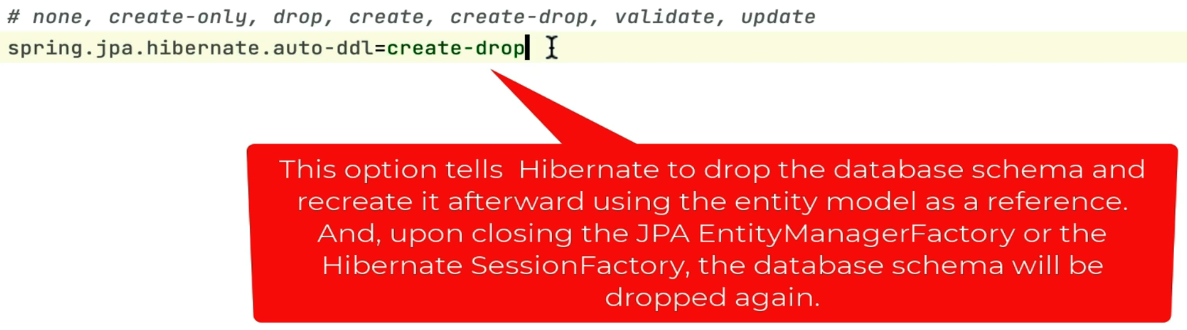 # none, create-only, drop, create, create-drop, validate, update
spring.jpa.hibernate.auto-ddl=create-drop
This option tells Hibernate to drop the database schema and
recreate it afterward using the entity model as a reference.
And, upon closing the JPA EntityManagerFactory or the
Hibernate SessionFactory, the database schema will be
dropped again.